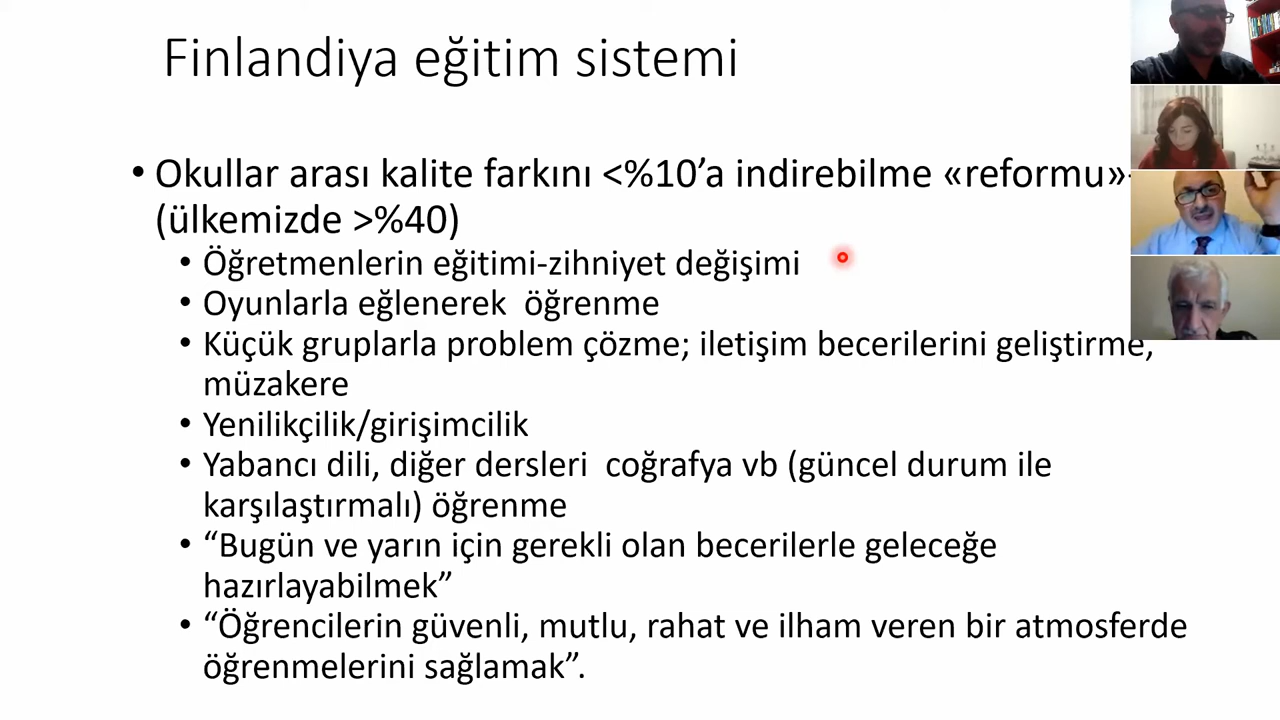 Finlandiya eğitim sistemi
• Okullar arası kalite farkını <%10’a indirebilme «reformu»-
(ülkemizde >%40)
• Öğretmenlerin eğitimi-zihniyet değişimi
• Oyunlarla eğlenerek  öğrenme
• Küçük gruplarla problem çözme; iletişim becerilerini geliştirme,
müzakere
• Yenilikçilik/girişimcilik
• Yabancı dili, diğer dersleri  coğrafya vb (güncel durum ile
karşılaştırmalı) öğrenme
• “Bugün ve yarın için gerekli olan becerilerle geleceğe
hazırlayabilmek”
• “Öğrencilerin güvenli, mutlu, rahat ve ilham veren bir atmosferde
öğrenmelerini sağlamak”.